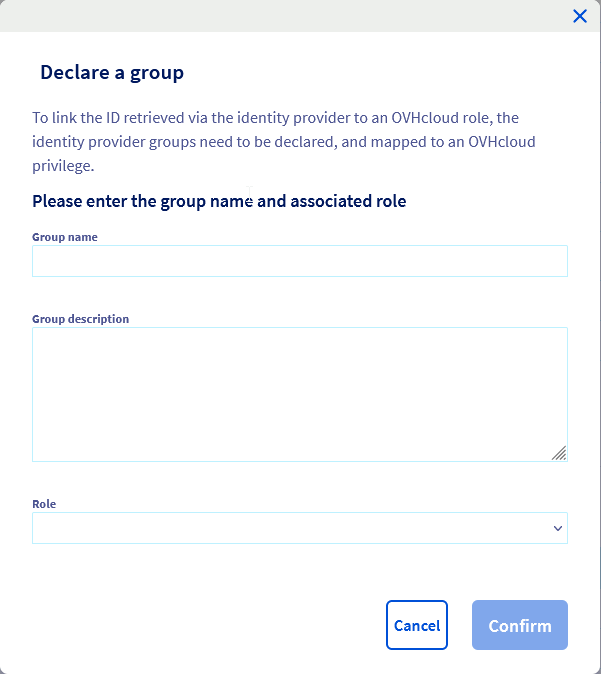 Declare a group
To link the ID retrieved via the identity provider to an OVHcloud role, the
identity provider groups need to be declared, and mapped to an OVHcloud
privilege.
Please enter the group name and associated role
Group name
Group description
Role
Cancel
Confirm